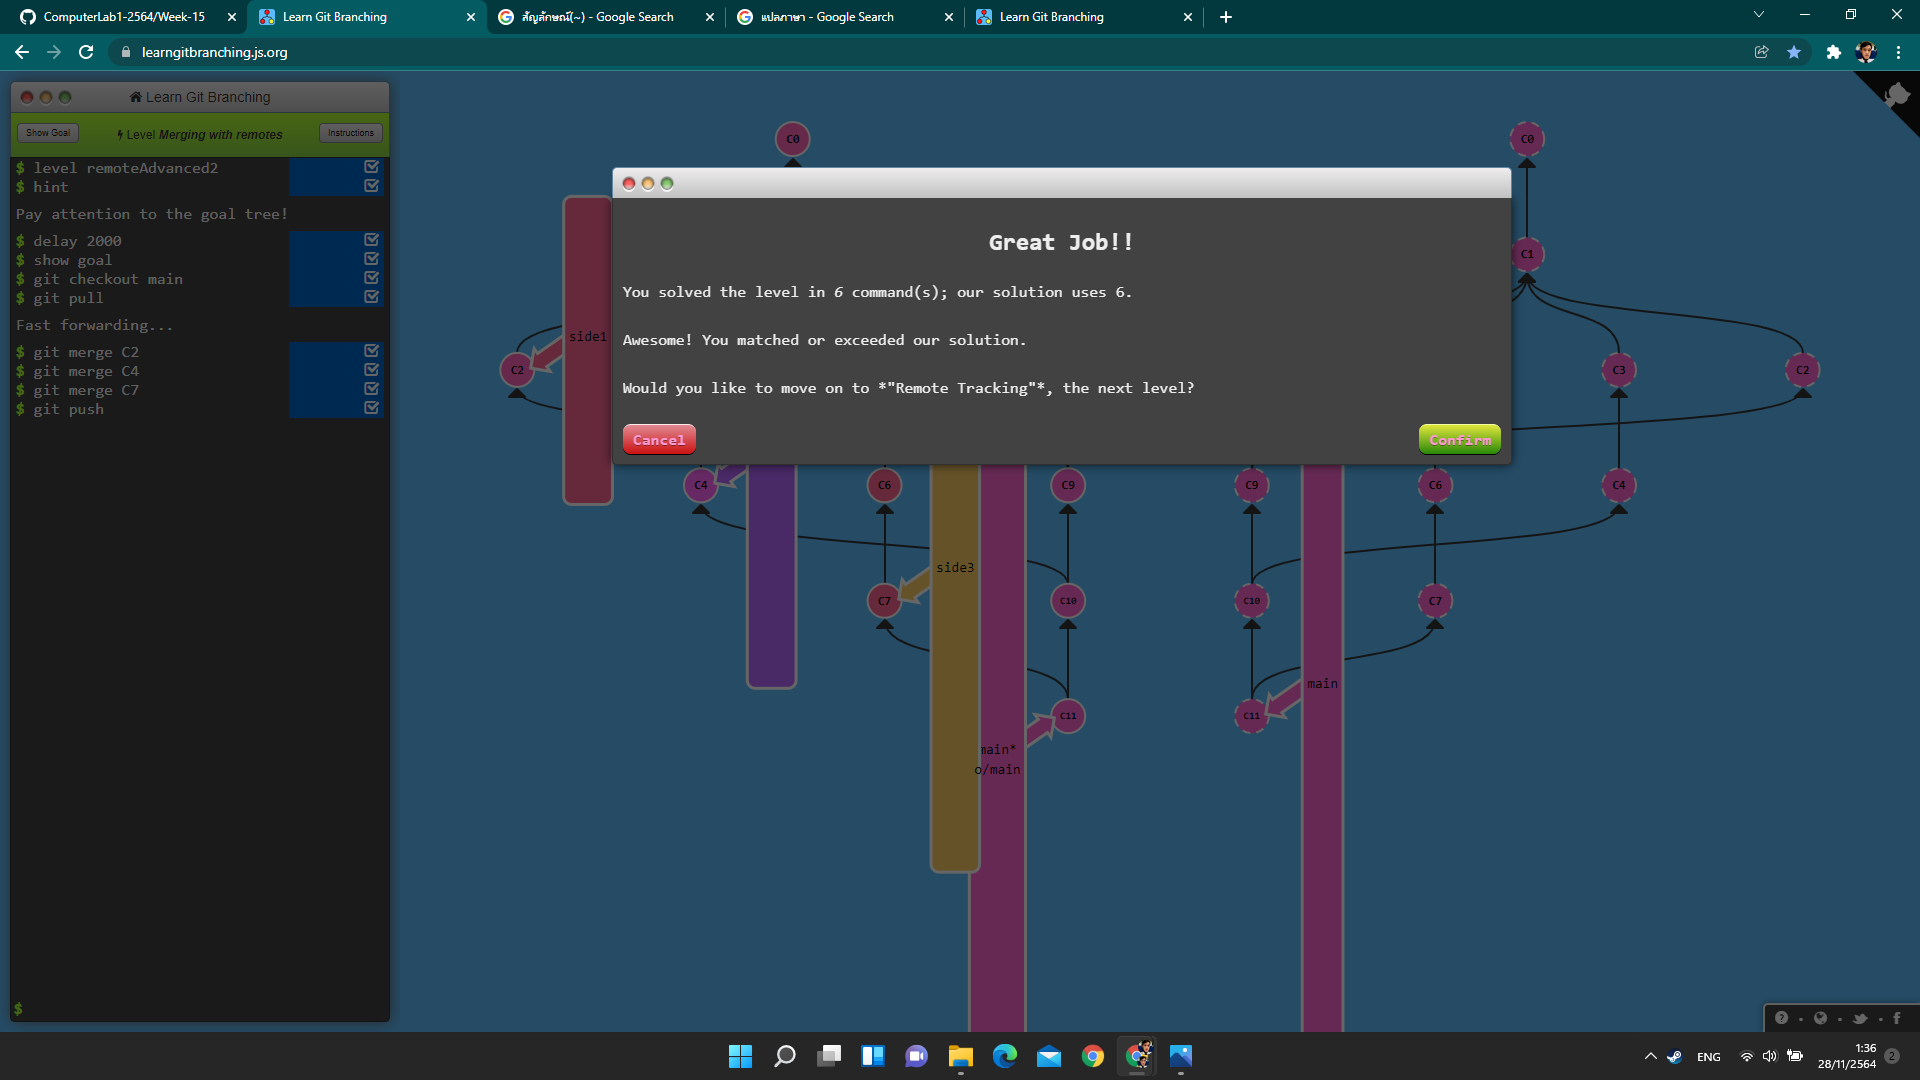 ComputerLab1-2564/Week-15
Learn Git Branching
สัญลักษณ์(~) - Google Search
แปลภาษา - Google Search
Learn Git Branching
learngitbranching.js.org
Learn Git Branching
Show Goal
Level Merging with remotes
Instructions
$ level remoteAdvanced2
$ hint
Pay attention to the goal tree!
$ delay 2000
$ show goal
$ git checkout main
$ git pull
Fast forwarding...
$ git merge C2
$ git merge C4
$ git merge C7
$ git push
$
C0
C0
Great Job!!
You solved the level in 6 command(s); our solution uses 6.
Awesome! You matched or exceeded our solution.
Would you like to move on to *"Remote Tracking"*, the next level?
Cancel
Confirm
C1
side1
C2
C3
C2
C4
C6
C9
C9
C6
C4
side3
C7
C10
C10
C7
main
C11
C11
main*
o/main
ENG
1:36
28/11/2564
2